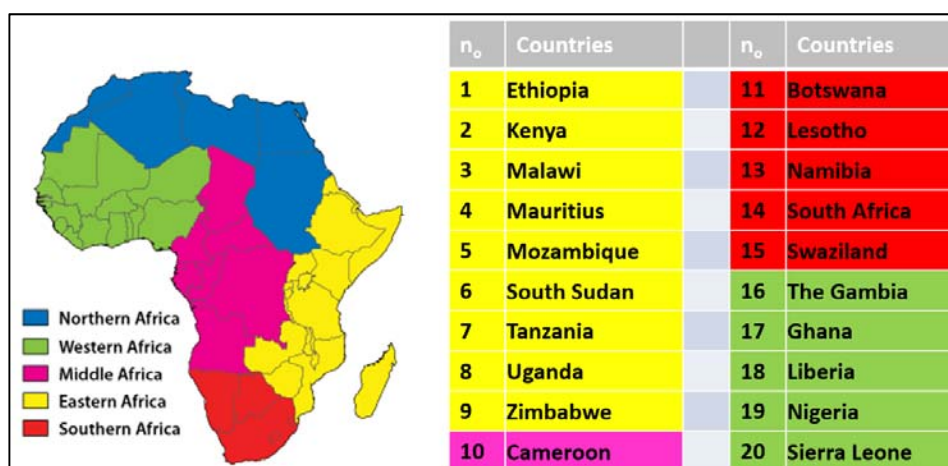 Northern Africa
Western Africa
Middle Africa
Eastern Africa
Southern Africa
nₒ Countries nₒ Countries
1 Ethiopia 11 Botswana
2 Kenya 12 Lesotho
3 Malawi 13 Namibia
4 Mauritius 14 South Africa
5 Mozambique 15 Swaziland
6 South Sudan 16 The Gambia
7 Tanzania 17 Ghana
8 Uganda 18 Liberia
9 Zimbabwe 19 Nigeria
10 Cameroon 20 Sierra Leone